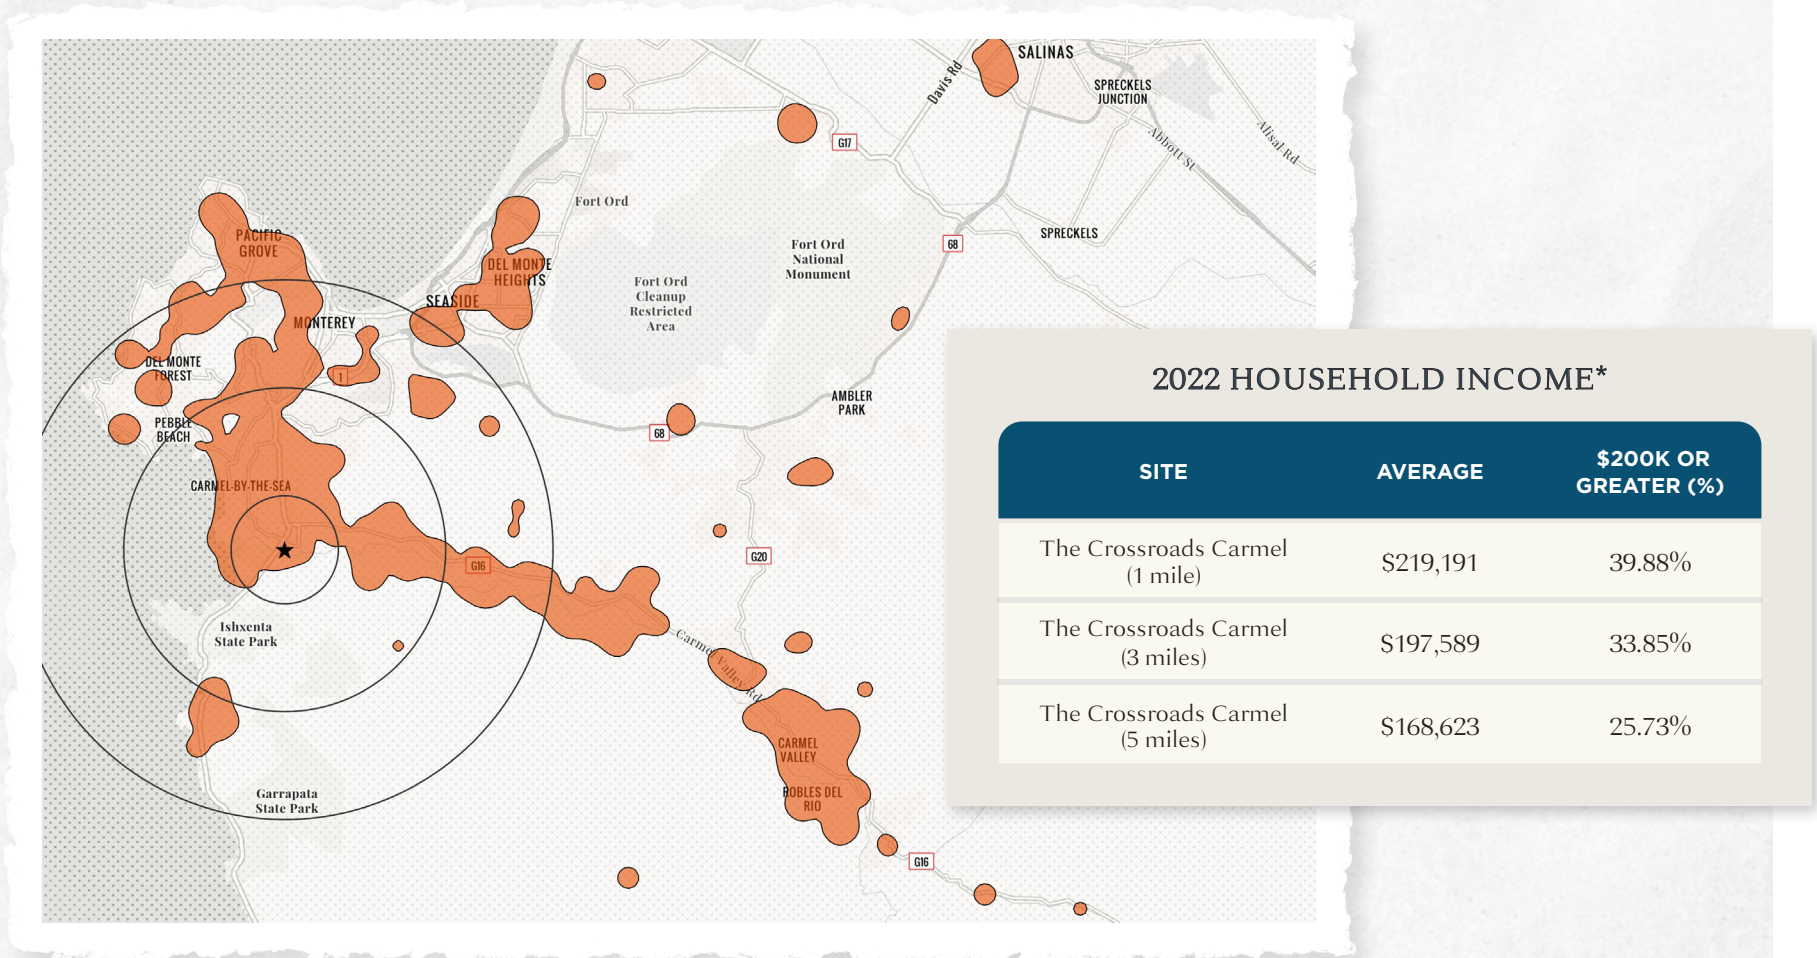 SALINAS
Davis Rd
SPRECKELS
JUNCTION
Abbott St
Alisal Rd
G17
Fort Ord
PACIFIC
GROVE
SPRECKELS
68
Fort Ord
National
Monument
DEL MONTE
HEIGHTS
Fort Ord
Cleanup
Restricted
Area
SEASIDE
MONTEREY
DEL MONTE
FOREST
1
AMBLER
PARK
PEBBLE
BEACH
68
CARMEL-BY-THE-SEA
G20
G16
Ishxenta
State Park
Carmel Valley Rd
CARMEL
VALLEY
Garrapata
State Park
ROBLES DEL
RIO
G16
2022 HOUSEHOLD INCOME*
SITE AVERAGE $200K OR
GREATER (%)
The Crossroads Carmel
(1 mile) $219,191 39.88%
The Crossroads Carmel
(3 miles) $197,589 33.85%
The Crossroads Carmel
(5 miles) $168,623 25.73%